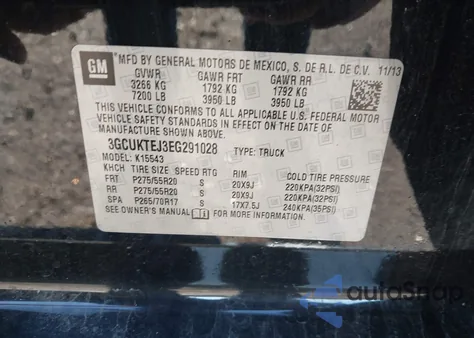 GM
MFD BY GENERAL MOTORS DE MEXICO, S. DE R.L. DE C.V. 11/13
GVWR GAWR FRT GAWR RR
3266 KG 1792 KG 1792 KG
7200 LB 3950 LB 3950 LB
THIS VEHICLE CONFORMS TO ALL APPLICABLE U.S. FEDERAL MOTOR
VEHICLE SAFETY STANDARDS IN EFFECT ON THE DATE OF
MANUFACTURE SHOWN ABOVE.
3GCUKTEJ3EG291028 TYPE: TRUCK
MODEL: K15543
KHCH TIRE SIZE SPEED RTG RIM COLD TIRE PRESSURE
FRT P275/55R20 S 20X9J 220KPA(32PSI)
RR P275/55R20 S 20X9J 220KPA(32PSI)
SPA P265/70R17 S 17X7.5J 240KPA(35PSI)
SEE OWNER'S MANUAL FOR MORE INFORMATION.
autoSnap